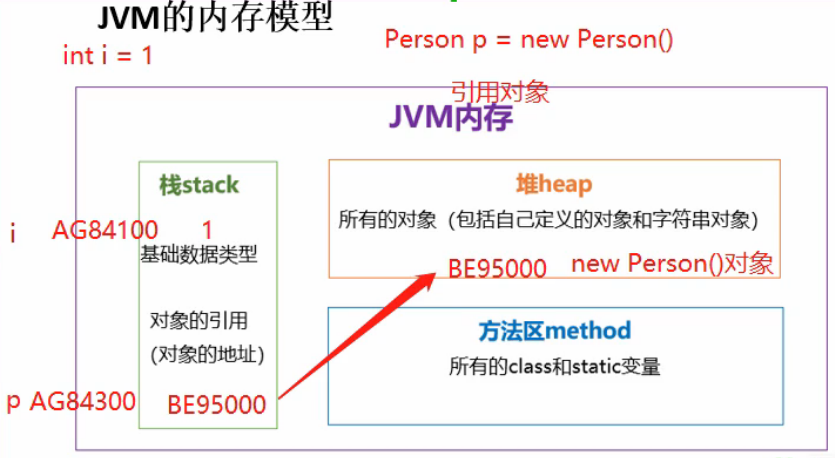 JVM的内存模型
int i = 1
Person p = new Person()
引用对象
JVM内存
栈stack
堆heap
所有的对象（包括自己定义的对象和字符串对象）
i AG84100 1
基础数据类型
BE95000 new Person()对象
对象的引用
(对象的地址)
方法区method
所有的class和static变量
p AG84300 BE95000